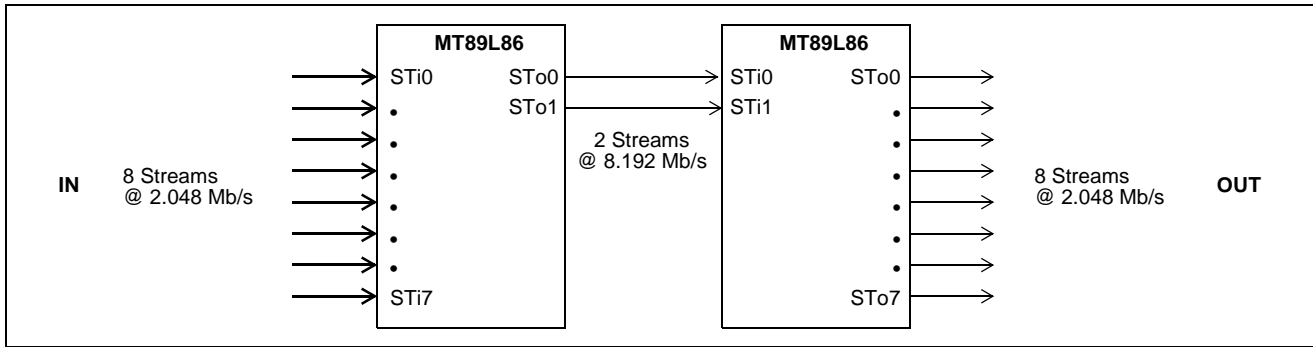 MT89L86
MT89L86
STi0
STo0
STi0
STo0
STo1
STi1
2 Streams
@ 8.192 Mb/s
IN
8 Streams
@ 2.048 Mb/s
8 Streams
@ 2.048 Mb/s
OUT
STi7
STo7